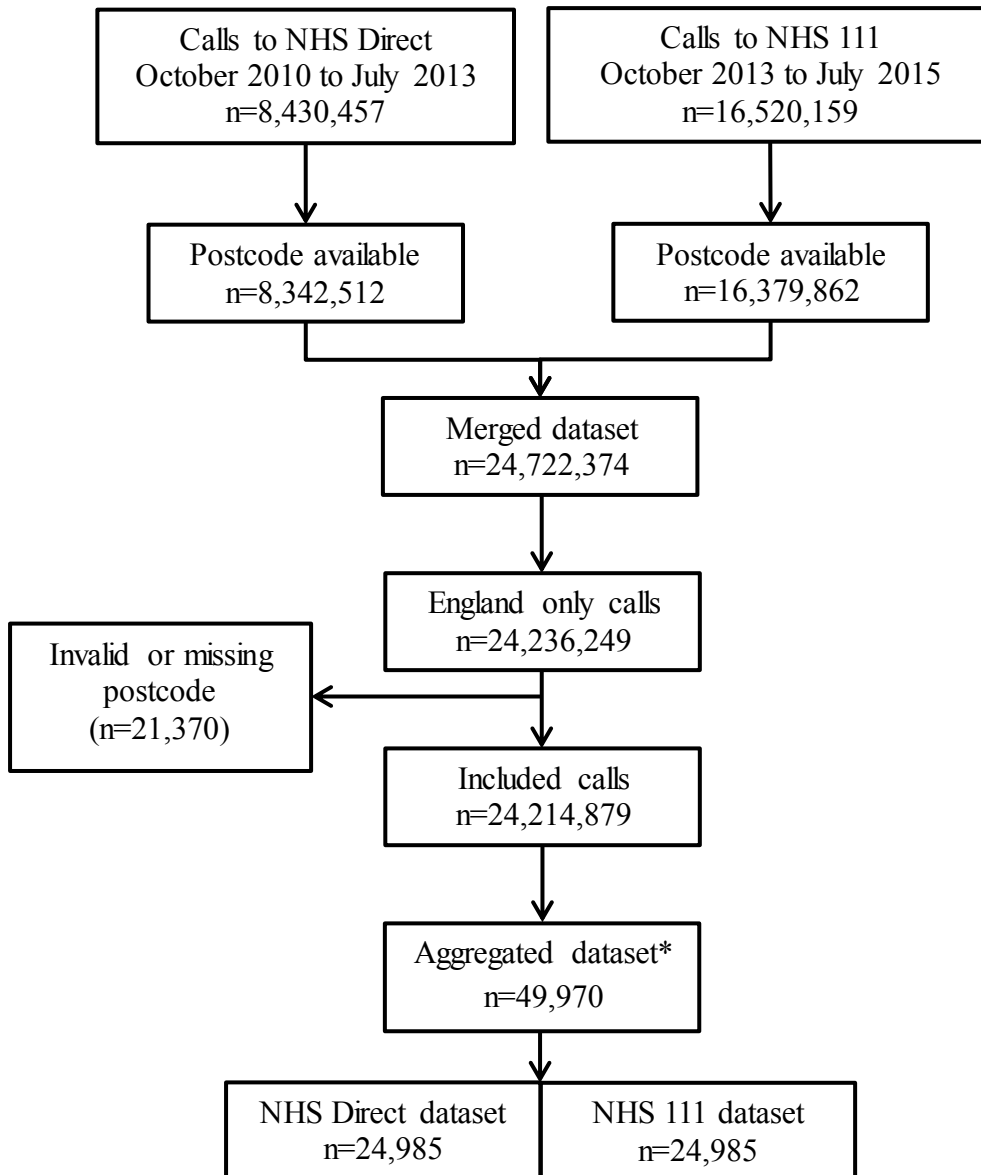 Calls to NHS Direct
October 2010 to July 2013
n=8,430,457
Calls to NHS 111
October 2013 to July 2015
n=16,520,159
Postcode available
n=8,342,512
Postcode available
n=16,379,862
Merged dataset
n=24,722,374
England only calls
n=24,236,249
Invalid or missing
postcode
(n=21,370)
Included calls
n=24,214,879
Aggregated dataset*
n=49,970
NHS Direct dataset
n=24,985
NHS 111 dataset
n=24,985